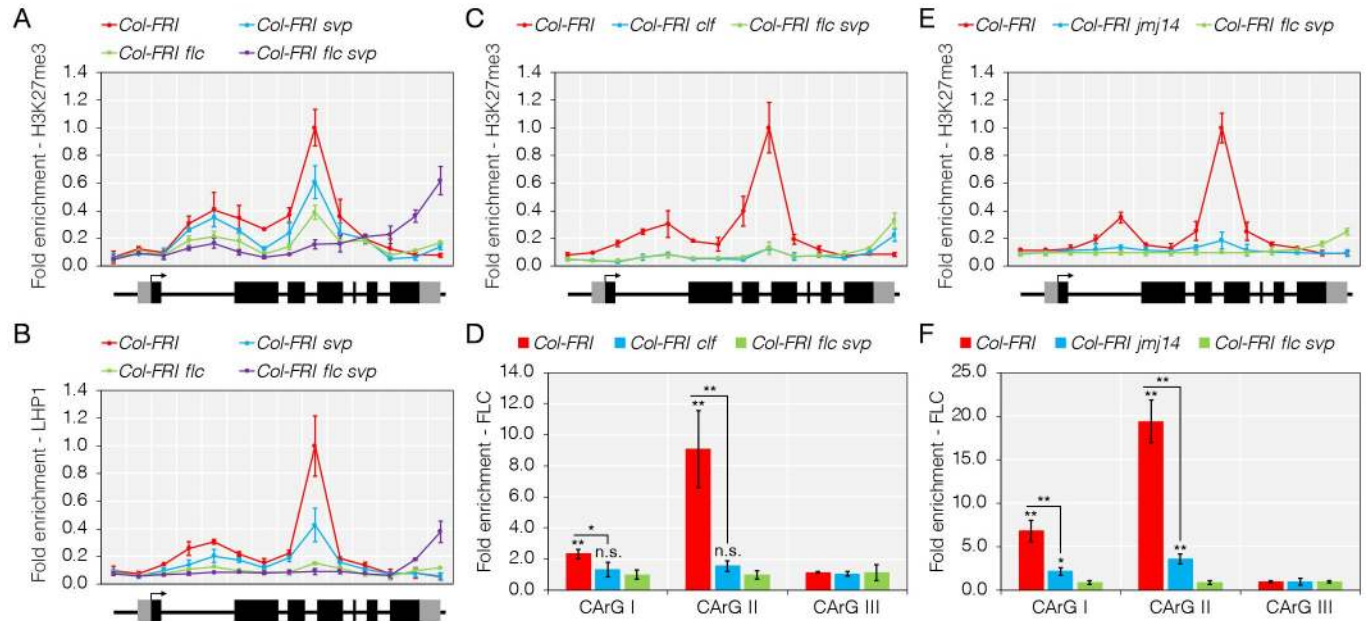 A
Col-FRI Col-FRI svp
Col-FRI flc Col-FRI flc svp
Fold enrichment - H3K27me3
1.4
1.2
1.0
0.8
0.6
0.4
0.2
0.0
B
Col-FRI Col-FRI svp
Col-FRI flc Col-FRI flc svp
Fold enrichment - LHP1
1.4
1.2
1.0
0.8
0.6
0.4
0.2
0.0
C
Col-FRI Col-FRI clf Col-FRI flc svp
Fold enrichment - H3K27me3
1.4
1.2
1.0
0.8
0.6
0.4
0.2
0.0
D
Col-FRI Col-FRI clf Col-FRI flc svp
Fold enrichment - FLC
14.0
12.0
10.0
8.0
6.0
4.0
2.0
0.0
**
**
*
** n.s.
n.s.
CArG I CArG II CArG III
E
Col-FRI Col-FRI jmj14 Col-FRI flc svp
Fold enrichment - H3K27me3
1.4
1.2
1.0
0.8
0.6
0.4
0.2
0.0
F
Col-FRI Col-FRI jmj14 Col-FRI flc svp
Fold enrichment - FLC
25.0
20.0
15.0
10.0
5.0
0.0
**
**
**
**
*
**
CArG I CArG II CArG III